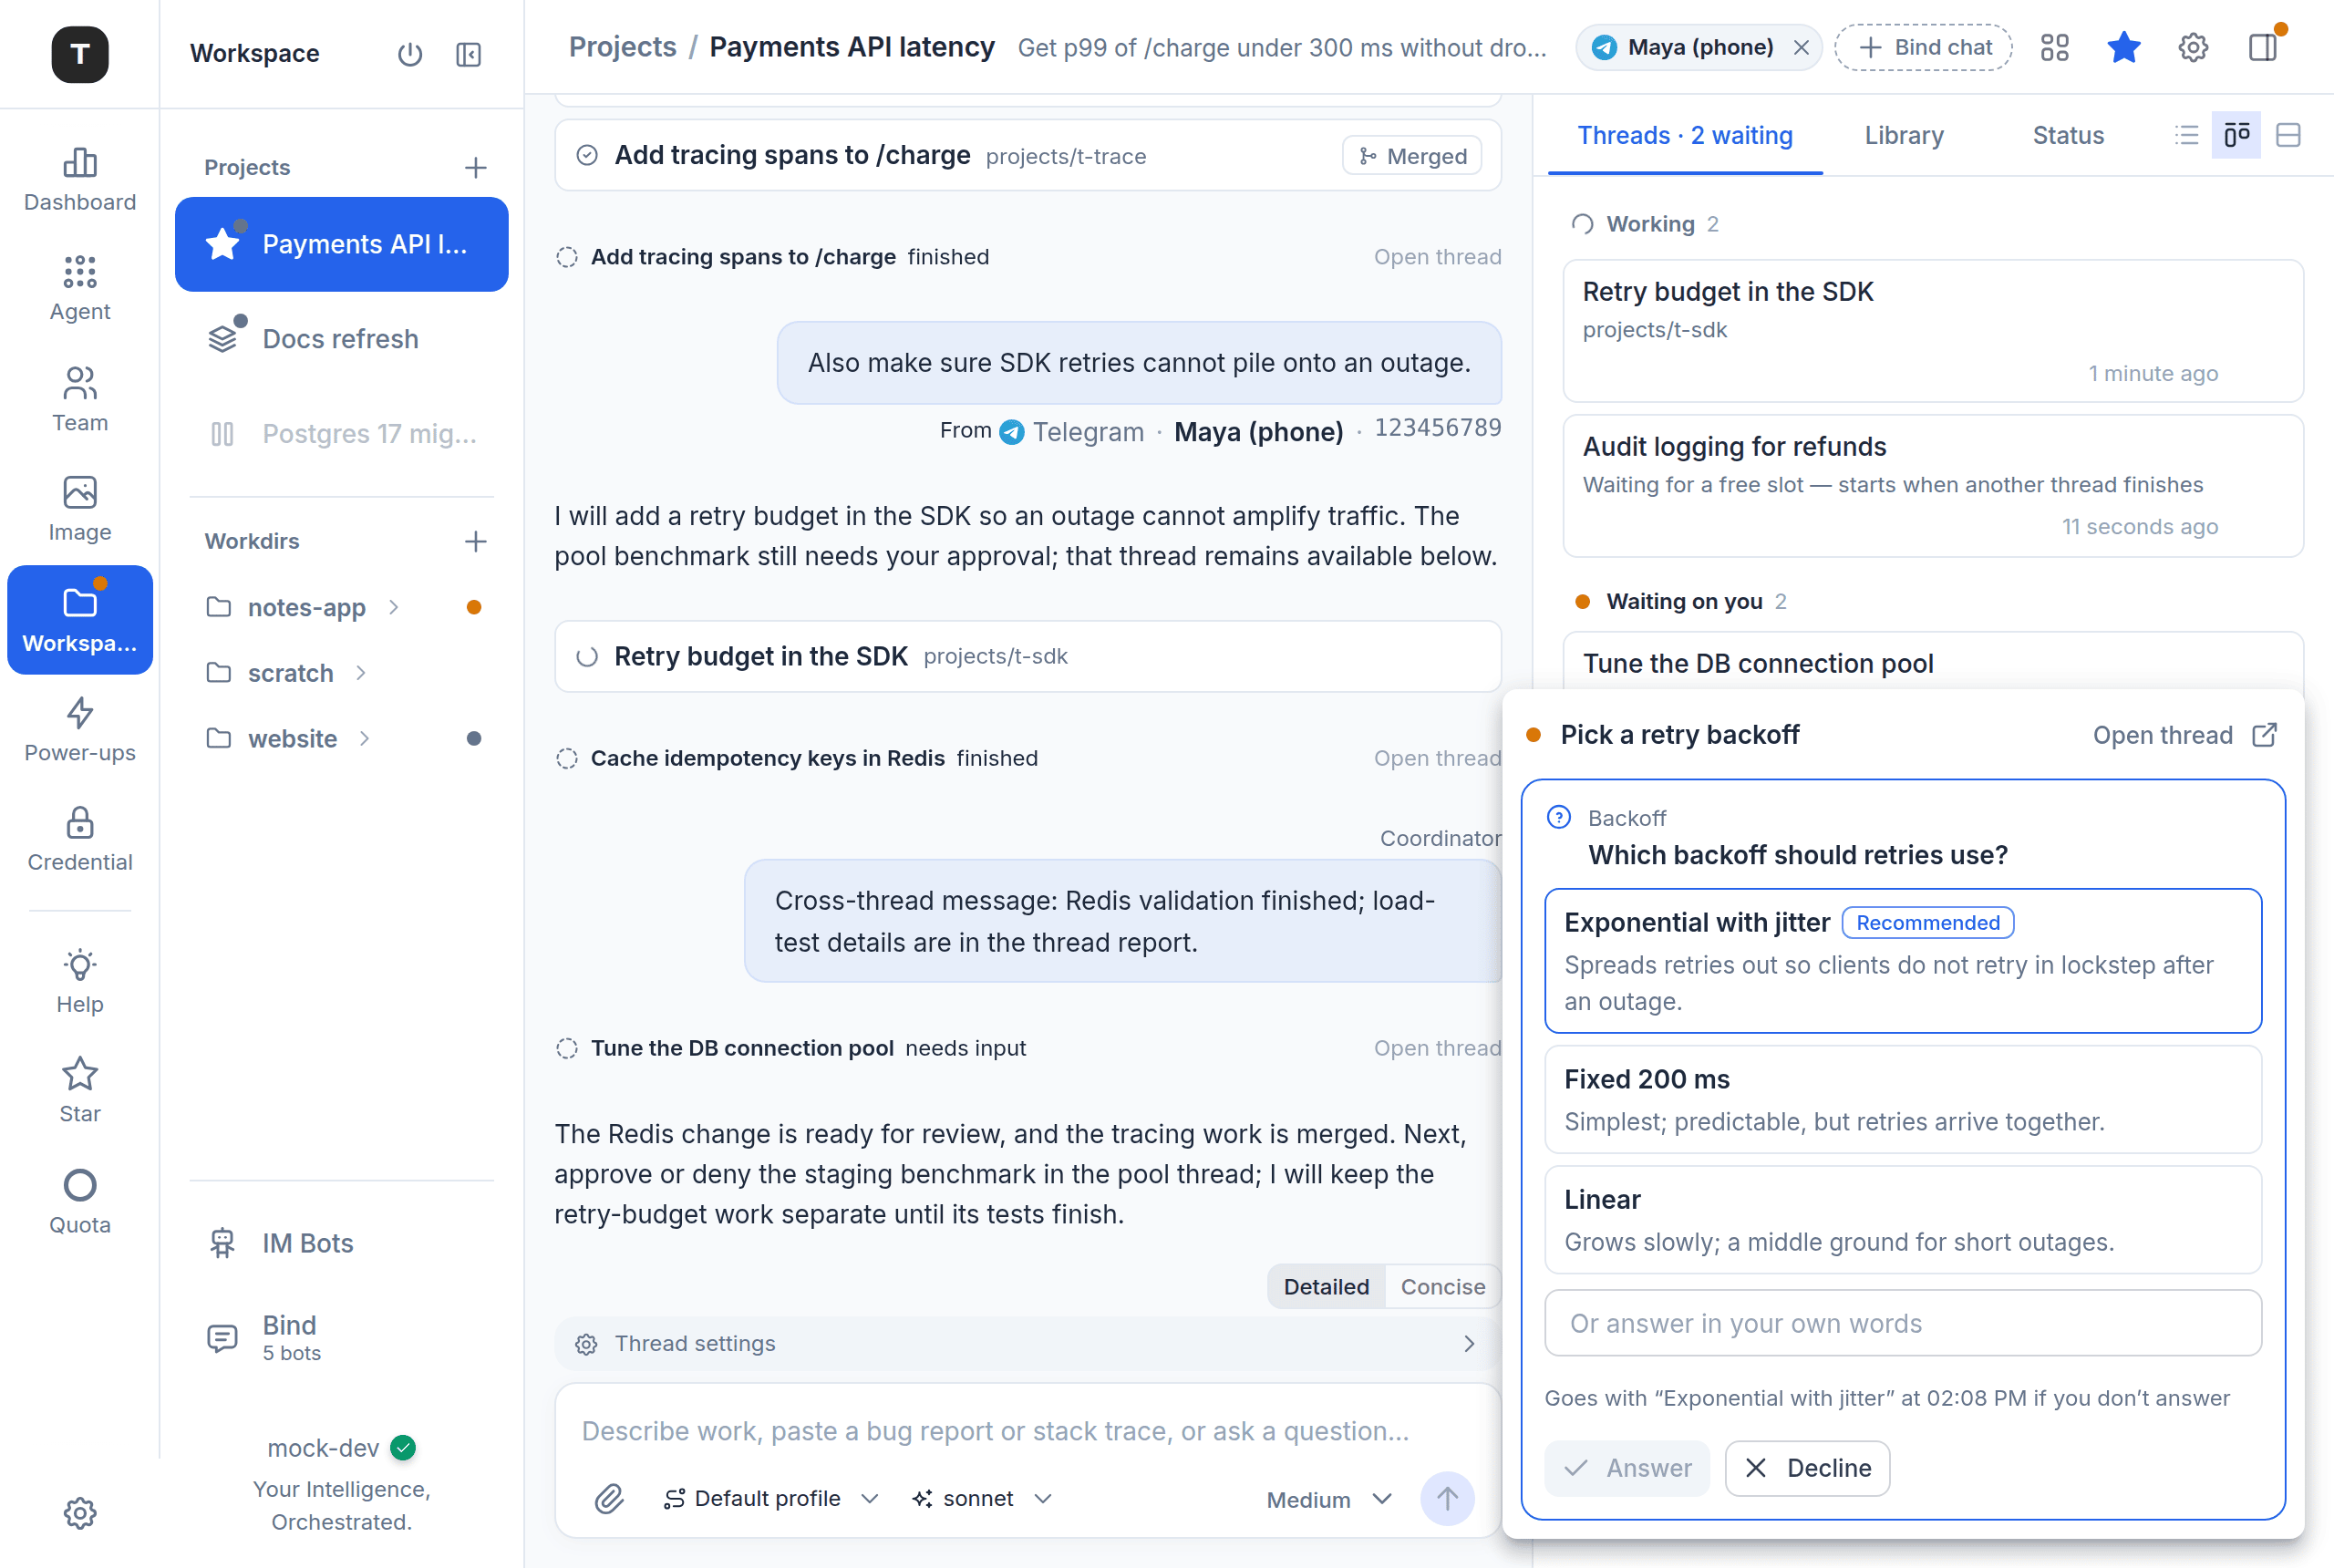 T
Dashboard
Agent
Team
Image
Workspa...
Power-ups
Credential
Help
Star
Quota
Workspace
Projects
Payments API l...
Docs refresh
Postgres 17 mig...
Workdirs
notes-app
scratch
website
IM Bots
Bind
5 bots
mock-dev
Your Intelligence,
Orchestrated.
Projects / Payments API latency Get p99 of /charge under 300 ms without dro...
Maya (phone)
Bind chat
Add tracing spans to /charge projects/t-trace Merged
Add tracing spans to /charge finished Open thread
Also make sure SDK retries cannot pile onto an outage.
From Telegram · Maya (phone) · 123456789
I will add a retry budget in the SDK so an outage cannot amplify traffic. The
pool benchmark still needs your approval; that thread remains available below.
Retry budget in the SDK projects/t-sdk
Cache idempotency keys in Redis finished Open thread
Coordinator
Cross-thread message: Redis validation finished; load-
test details are in the thread report.
Tune the DB connection pool needs input Open thread
The Redis change is ready for review, and the tracing work is merged. Next,
approve or deny the staging benchmark in the pool thread; I will keep the
retry-budget work separate until its tests finish.
Detailed Concise
Thread settings
Describe work, paste a bug report or stack trace, or ask a question...
Default profile sonnet Medium
Threads · 2 waiting Library Status
Working 2
Retry budget in the SDK
projects/t-sdk
1 minute ago
Audit logging for refunds
Waiting for a free slot — starts when another thread finishes
11 seconds ago
Waiting on you 2
Tune the DB connection pool
Pick a retry backoff Open thread
Backoff
Which backoff should retries use?
Exponential with jitter Recommended
Spreads retries out so clients do not retry in lockstep after
an outage.
Fixed 200 ms
Simplest; predictable, but retries arrive together.
Linear
Grows slowly; a middle ground for short outages.
Or answer in your own words
Goes with “Exponential with jitter” at 02:08 PM if you don’t answer
Answer Decline